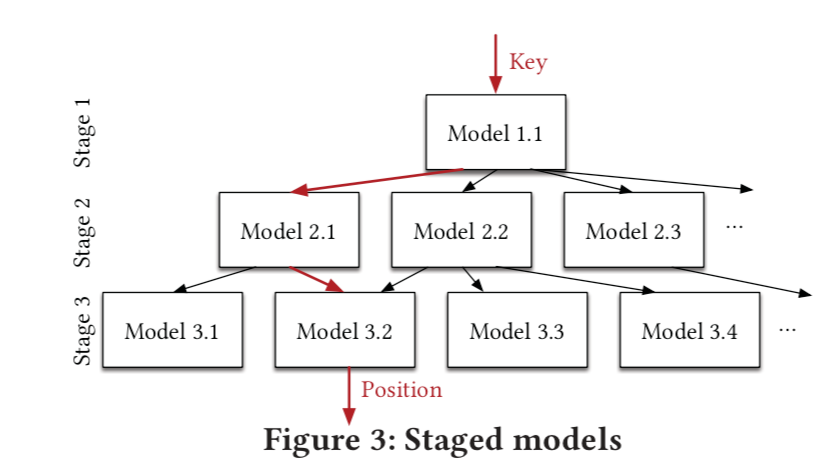 Key
Stage 1
Model 1.1
Stage 2
Model 2.1
Model 2.2
Model 2.3
...
Stage 3
Model 3.1
Model 3.2
Model 3.3
Model 3.4
...
Position
Figure 3: Staged models